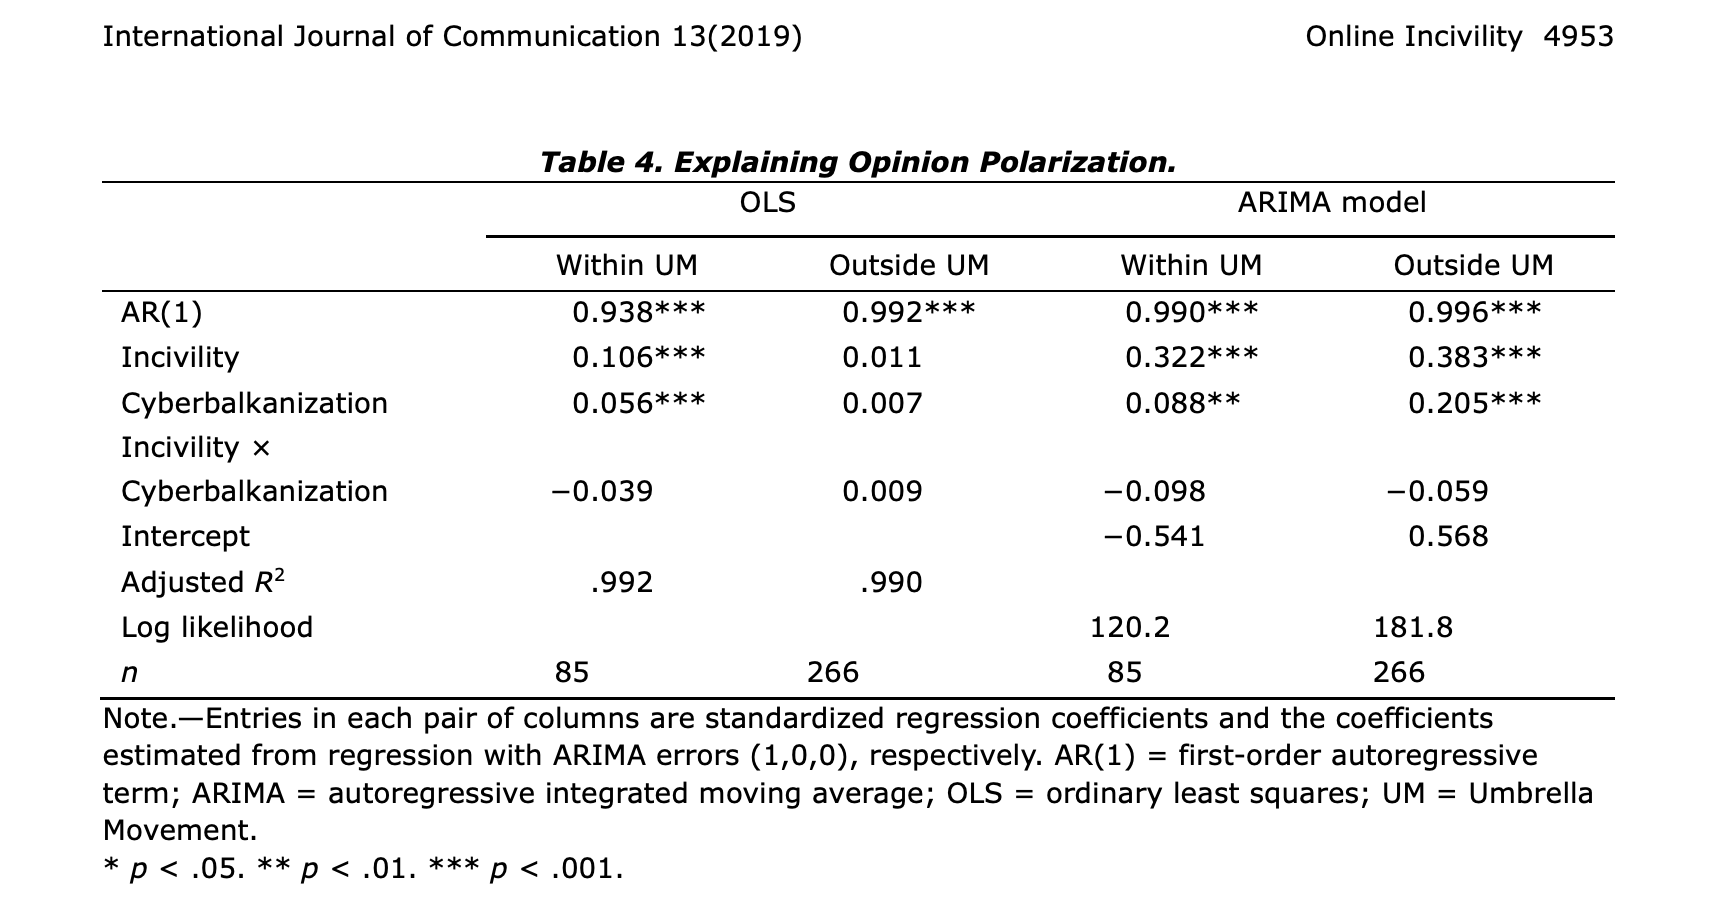 International Journal of Communication 13(2019) Online Incivility 4953
Table 4. Explaining Opinion Polarization.
OLS ARIMA model
Within UM Outside UM Within UM Outside UM
AR(1) 0.938*** 0.992*** 0.990*** 0.996***
Incivility 0.106*** 0.011 0.322*** 0.383***
Cyberbalkanization 0.056*** 0.007 0.088** 0.205***
Incivility ×
Cyberbalkanization −0.039 0.009 −0.098 −0.059
Intercept −0.541 0.568
Adjusted R² .992 .990
Log likelihood 120.2 181.8
n 85 266 85 266
Note.—Entries in each pair of columns are standardized regression coefficients and the coefficients
estimated from regression with ARIMA errors (1,0,0), respectively. AR(1) = first-order autoregressive
term; ARIMA = autoregressive integrated moving average; OLS = ordinary least squares; UM = Umbrella
Movement.
* p < .05. ** p < .01. *** p < .001.